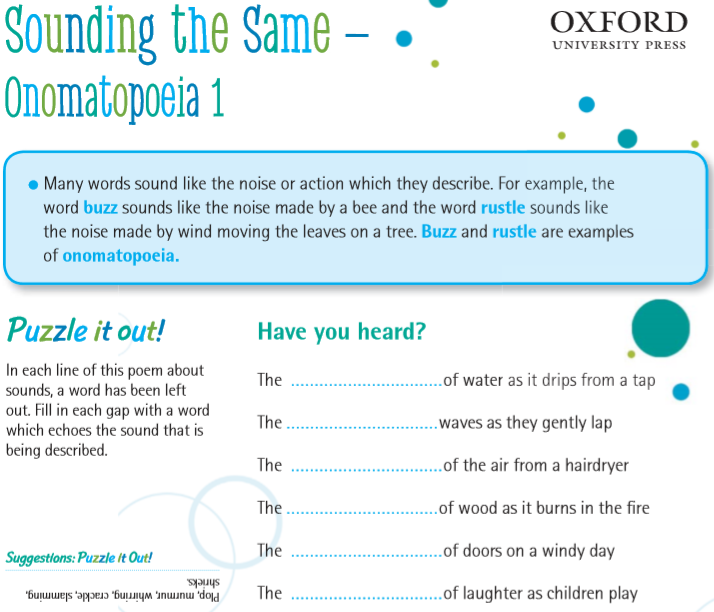 Sounding the Same –
Onomatopoeia 1
OXFORD
UNIVERSITY PRESS
● Many words sound like the noise or action which they describe. For example, the
word buzz sounds like the noise made by a bee and the word rustle sounds like
the noise made by wind moving the leaves on a tree. Buzz and rustle are examples
of onomatopoeia.
Puzzle it out!
In each line of this poem about
sounds, a word has been left
out. Fill in each gap with a word
which echoes the sound that is
being described.
Suggestions: Puzzle It Out!
Plop, murmur, whirring, crackle, slamming,
shrieks.
Have you heard?
The ................................of water as it drips from a tap
The ................................waves as they gently lap
The ................................of the air from a hairdryer
The ................................of wood as it burns in the fire
The ................................of doors on a windy day
The ................................of laughter as children play